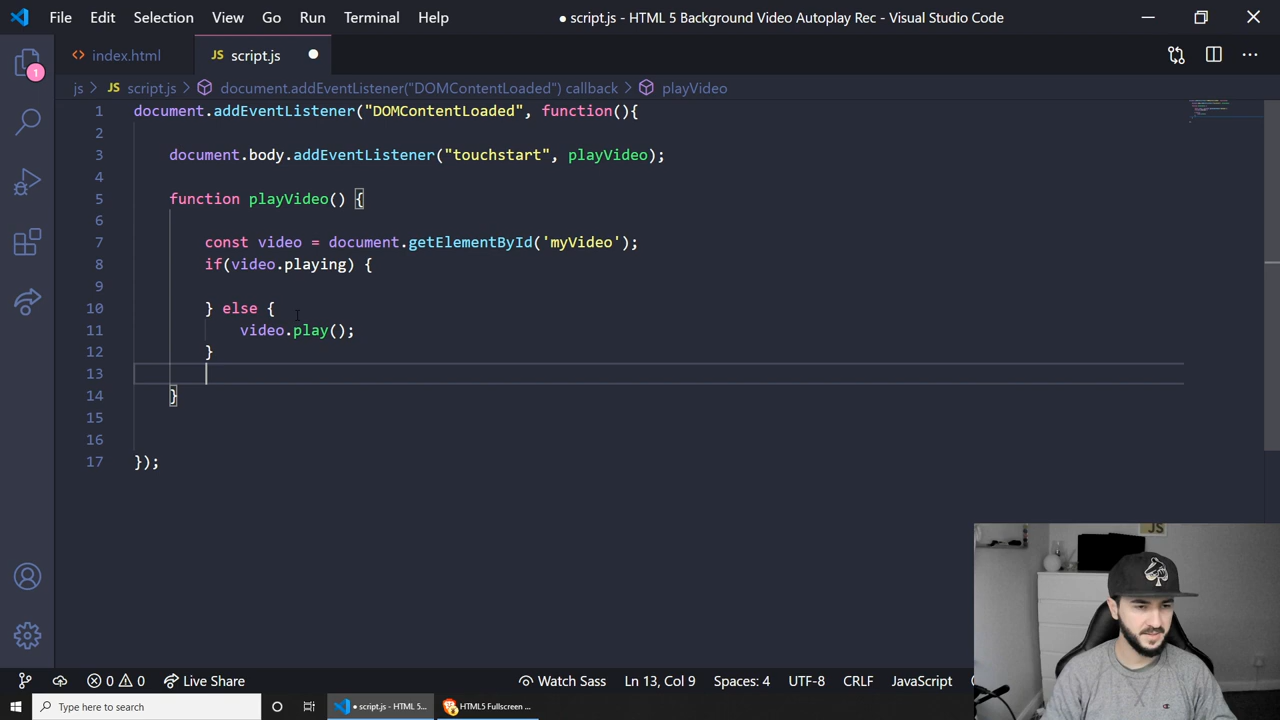 File Edit Selection View Go Run Terminal Help ● script.js - HTML 5 Background Video Autoplay Rec - Visual Studio Code
<> index.html JS script.js ●
js > JS script.js > document.addEventListener("DOMContentLoaded") callback > playVideo
1 document.addEventListener("DOMContentLoaded", function(){
2
3 document.body.addEventListener("touchstart", playVideo);
4
5 function playVideo() {
6
7 const video = document.getElementById('myVideo');
8 if(video.playing) {
9
10 } else {
11 video.play();
12 }
13
14 }
15
16
17 });
1
JS
0 0 Live Share Watch Sass Ln 13, Col 9 Spaces: 4 UTF-8 CRLF JavaScript
Type here to search ● script.js - HTML 5... HTML5 Fullscreen ...